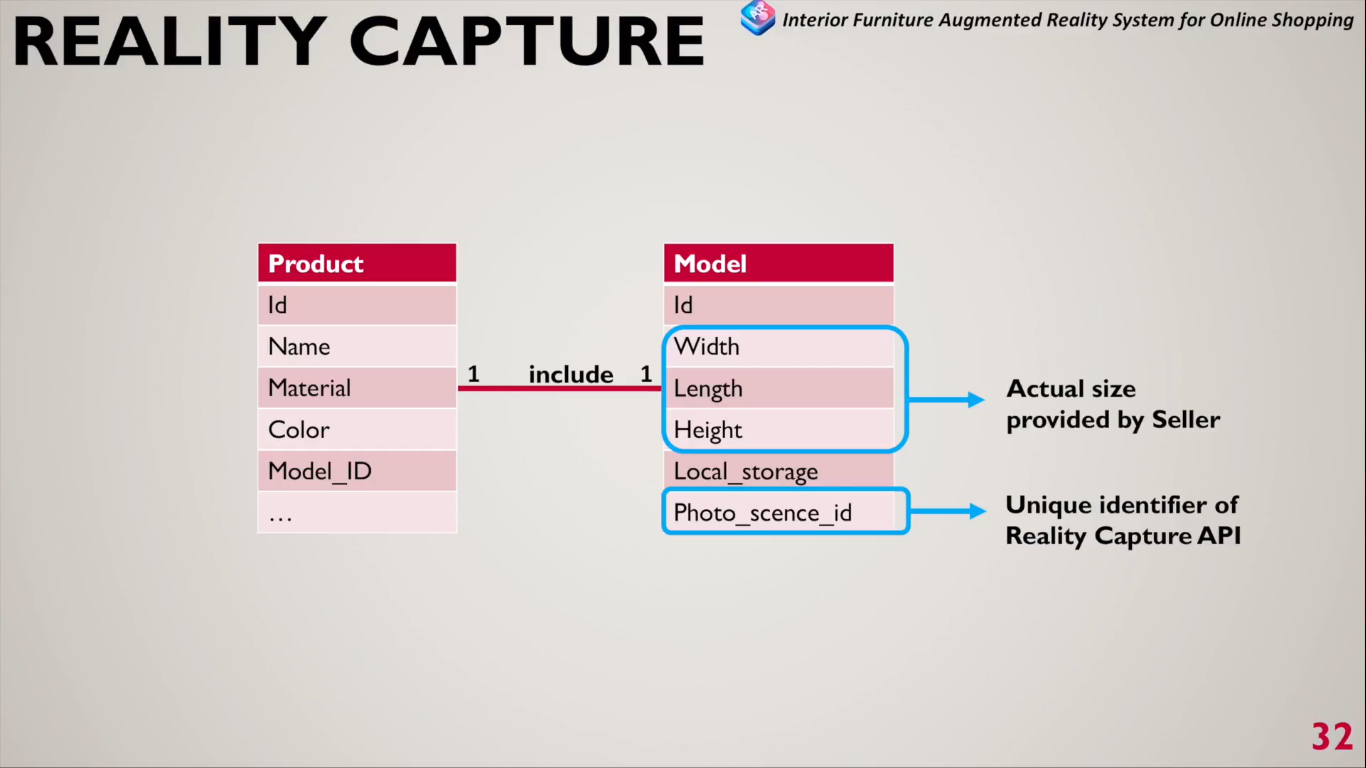 REALITY CAPTURE
Interior Furniture Augmented Reality System for Online Shopping
Product
Id
Name
Material
Color
Model_ID
...
1 include 1
Model
Id
Width
Length
Height
Local_storage
Photo_scence_id
Actual size
provided by Seller
Unique identifier of
Reality Capture API
32